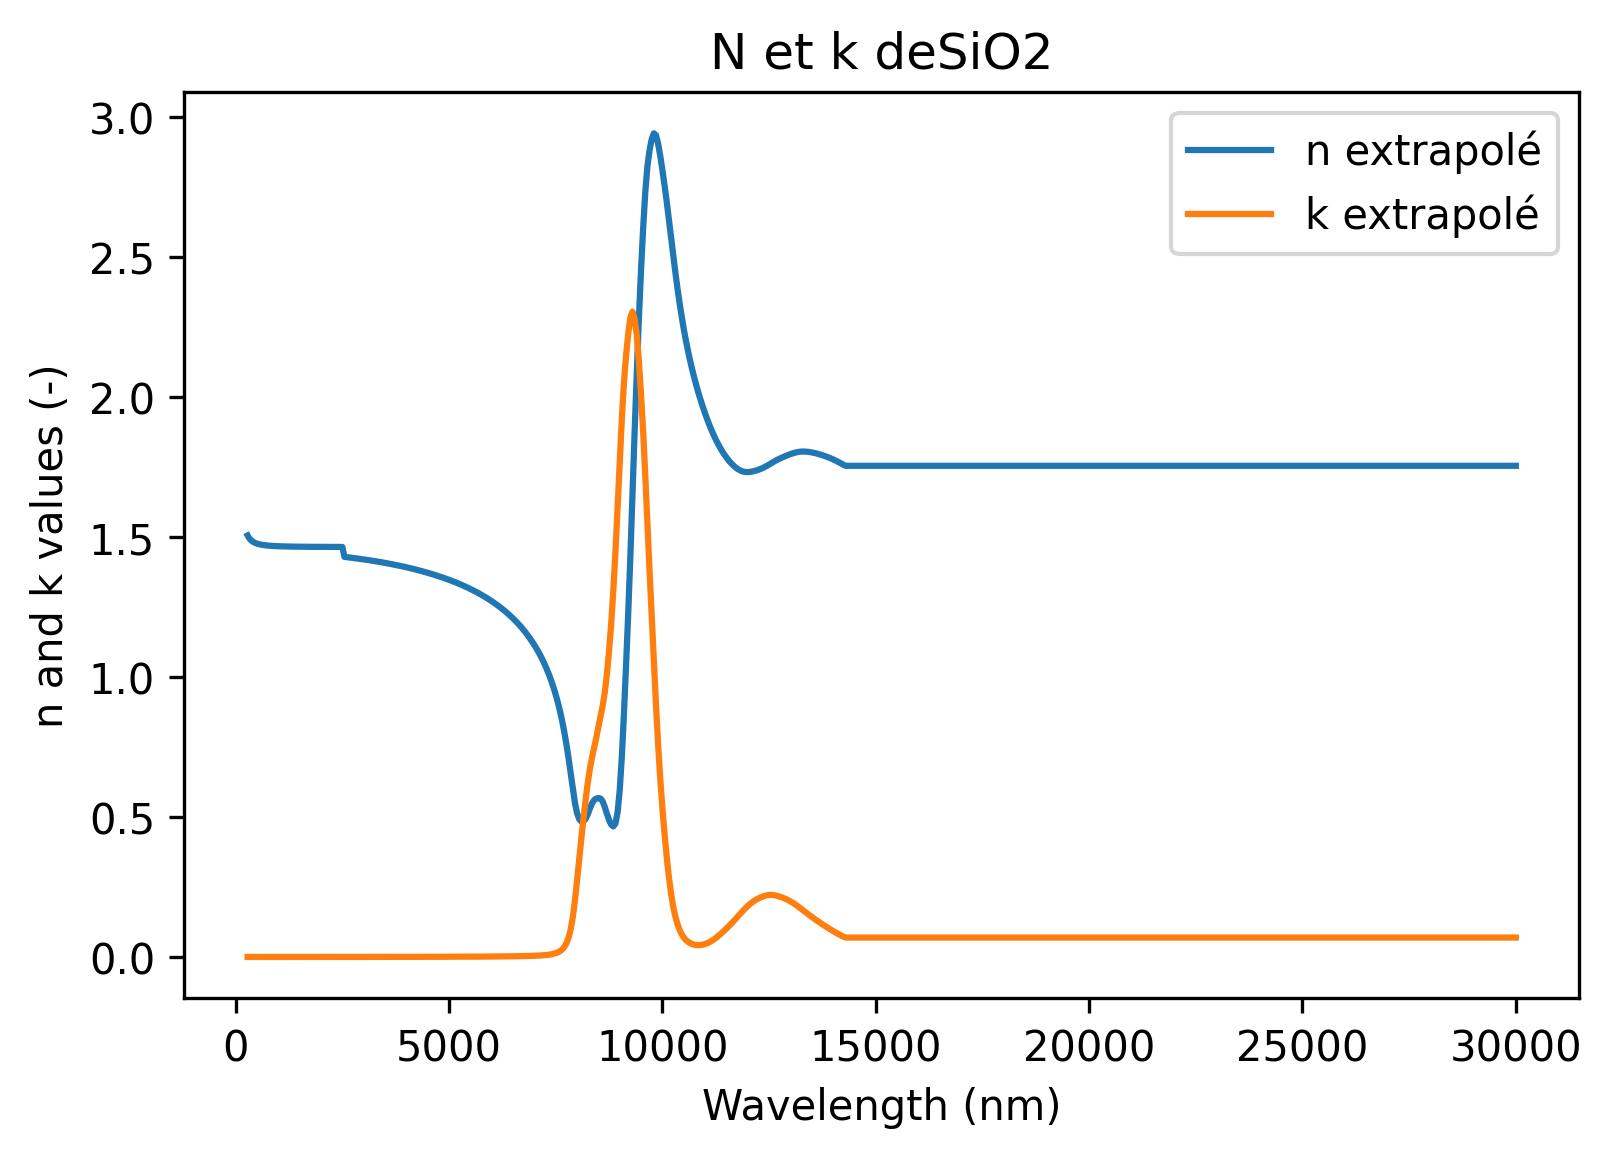 N et k deSiO2
n extrapolé
k extrapolé
3.0
2.5
2.0
1.5
1.0
0.5
0.0
n and k values (-)
0 5000 10000 15000 20000 25000 30000
Wavelength (nm)